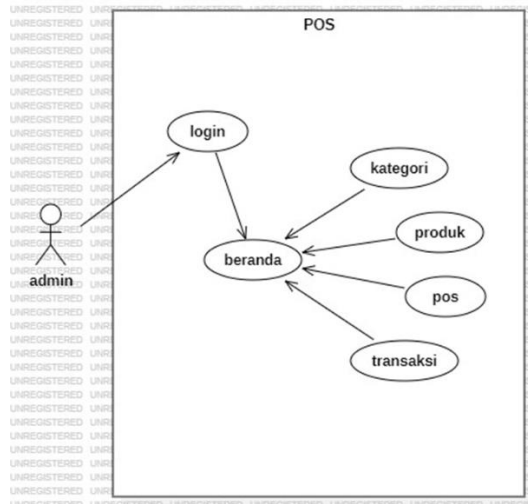 POS
login
kategori
produk
beranda
admin
pos
transaksi
UNREGISTERED